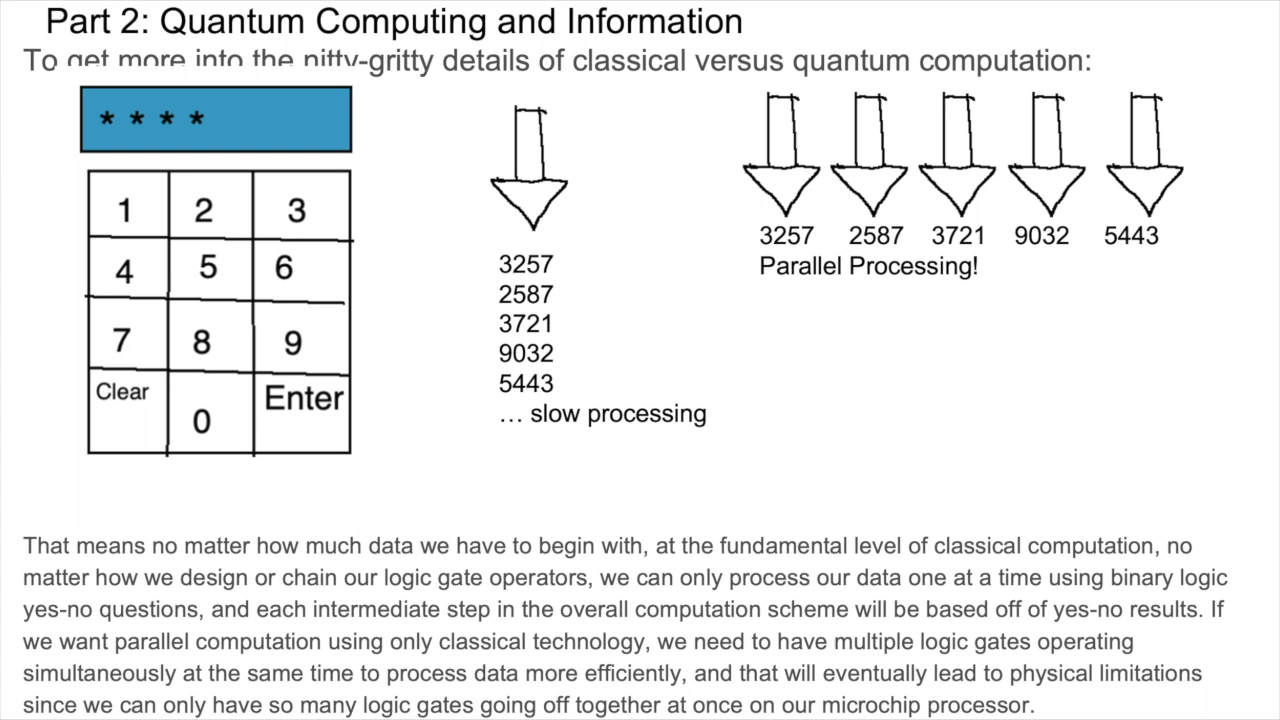 Part 2: Quantum Computing and Information
To get more into the nitty-gritty details of classical versus quantum computation:
* * * *
1 2 3
4 5 6
7 8 9
Clear 0 Enter
3257
2587
3721
9032
5443
… slow processing
3257 2587 3721 9032 5443
Parallel Processing!
That means no matter how much data we have to begin with, at the fundamental level of classical computation, no
matter how we design or chain our logic gate operators, we can only process our data one at a time using binary logic
yes-no questions, and each intermediate step in the overall computation scheme will be based off of yes-no results. If
we want parallel computation using only classical technology, we need to have multiple logic gates operating
simultaneously at the same time to process data more efficiently, and that will eventually lead to physical limitations
since we can only have so many logic gates going off together at once on our microchip processor.